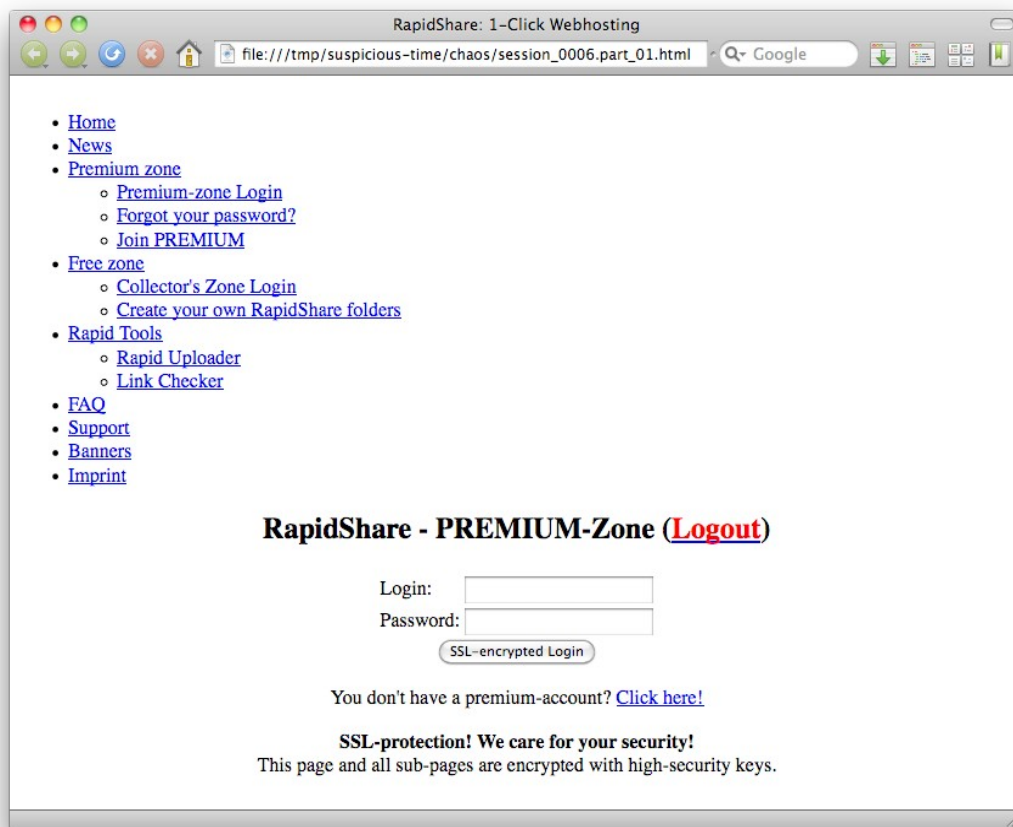 RapidShare: 1-Click Webhosting
file:///tmp/suspicious-time/chaos/session_0006.part_01.html
Google
Home
News
Premium zone
Premium-zone Login
Forgot your password?
Join PREMIUM
Free zone
Collector's Zone Login
Create your own RapidShare folders
Rapid Tools
Rapid Uploader
Link Checker
FAQ
Support
Banners
Imprint
RapidShare - PREMIUM-Zone (Logout)
Login:
Password:
SSL-encrypted Login
You don't have a premium-account? Click here!
SSL-protection! We care for your security!
This page and all sub-pages are encrypted with high-security keys.